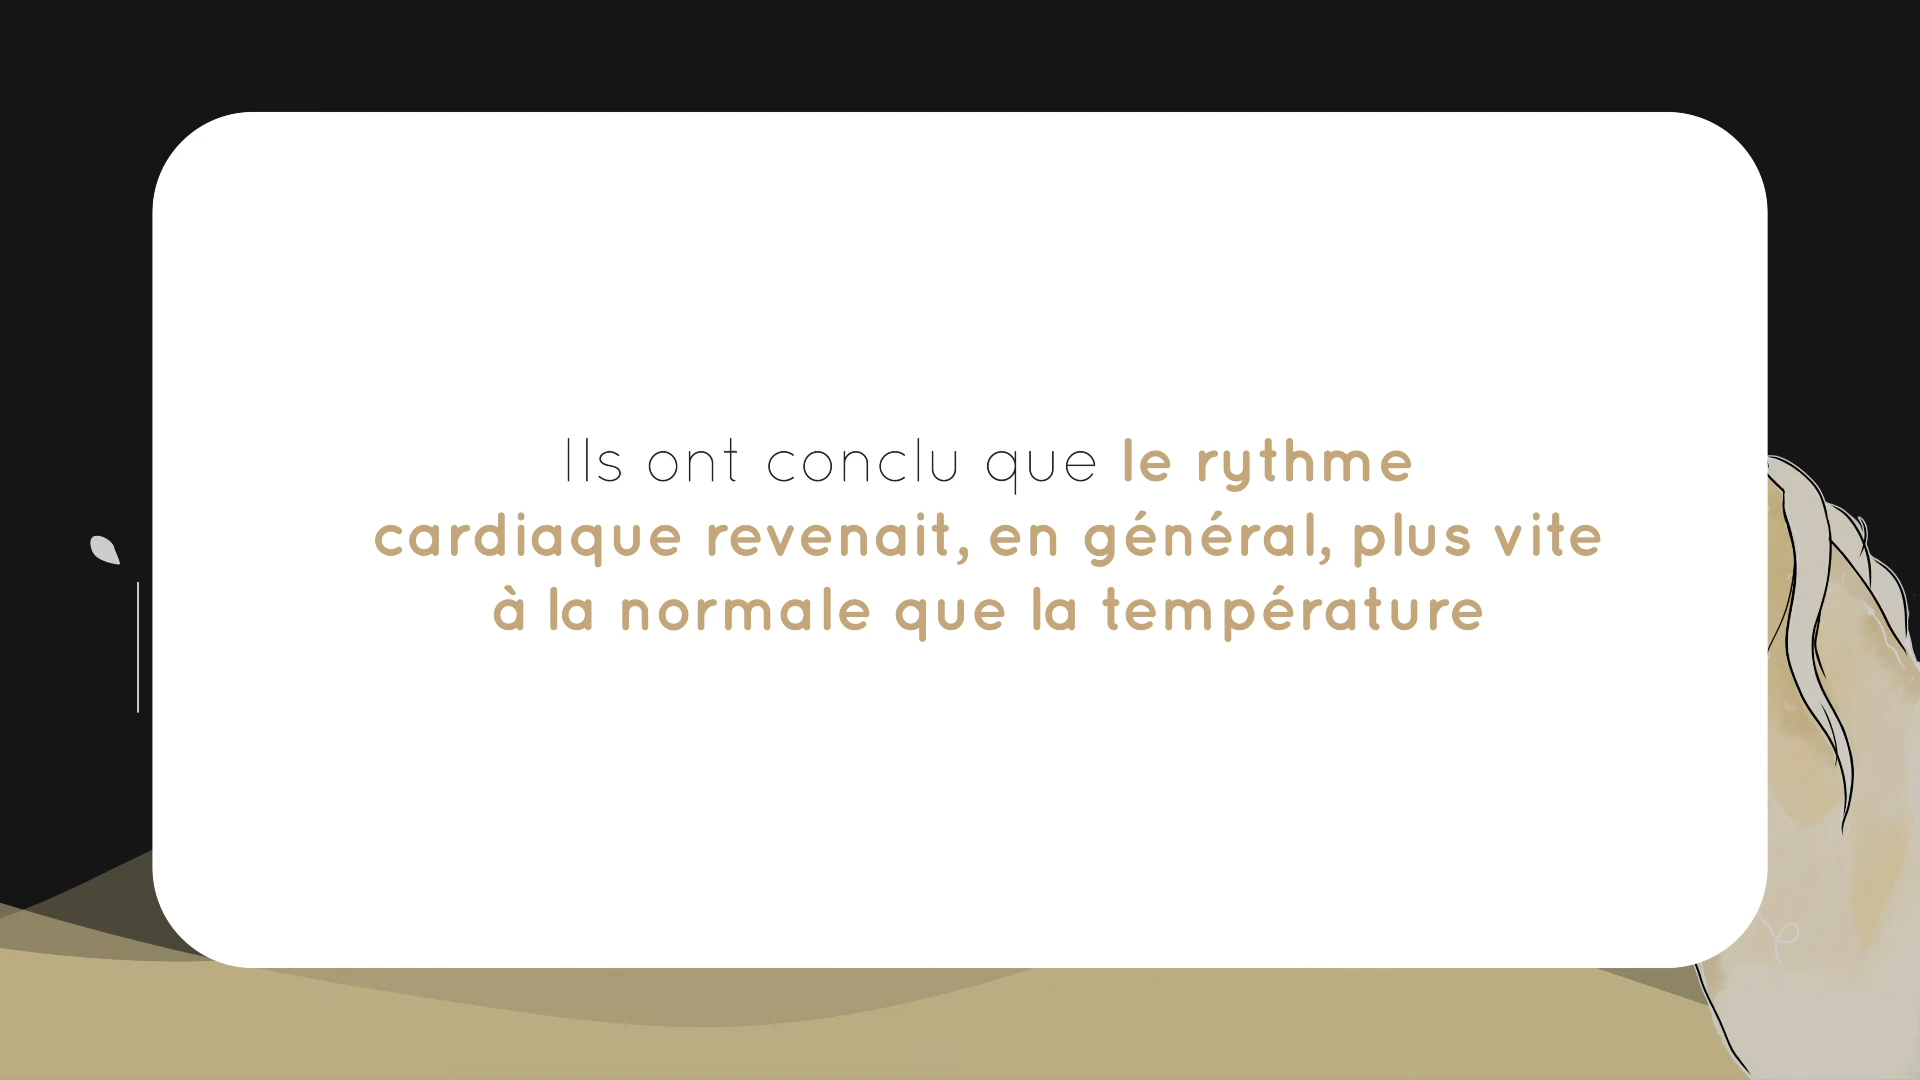 Ils ont conclu que le rythme
cardiaque revenait, en général, plus vite
à la normale que la température